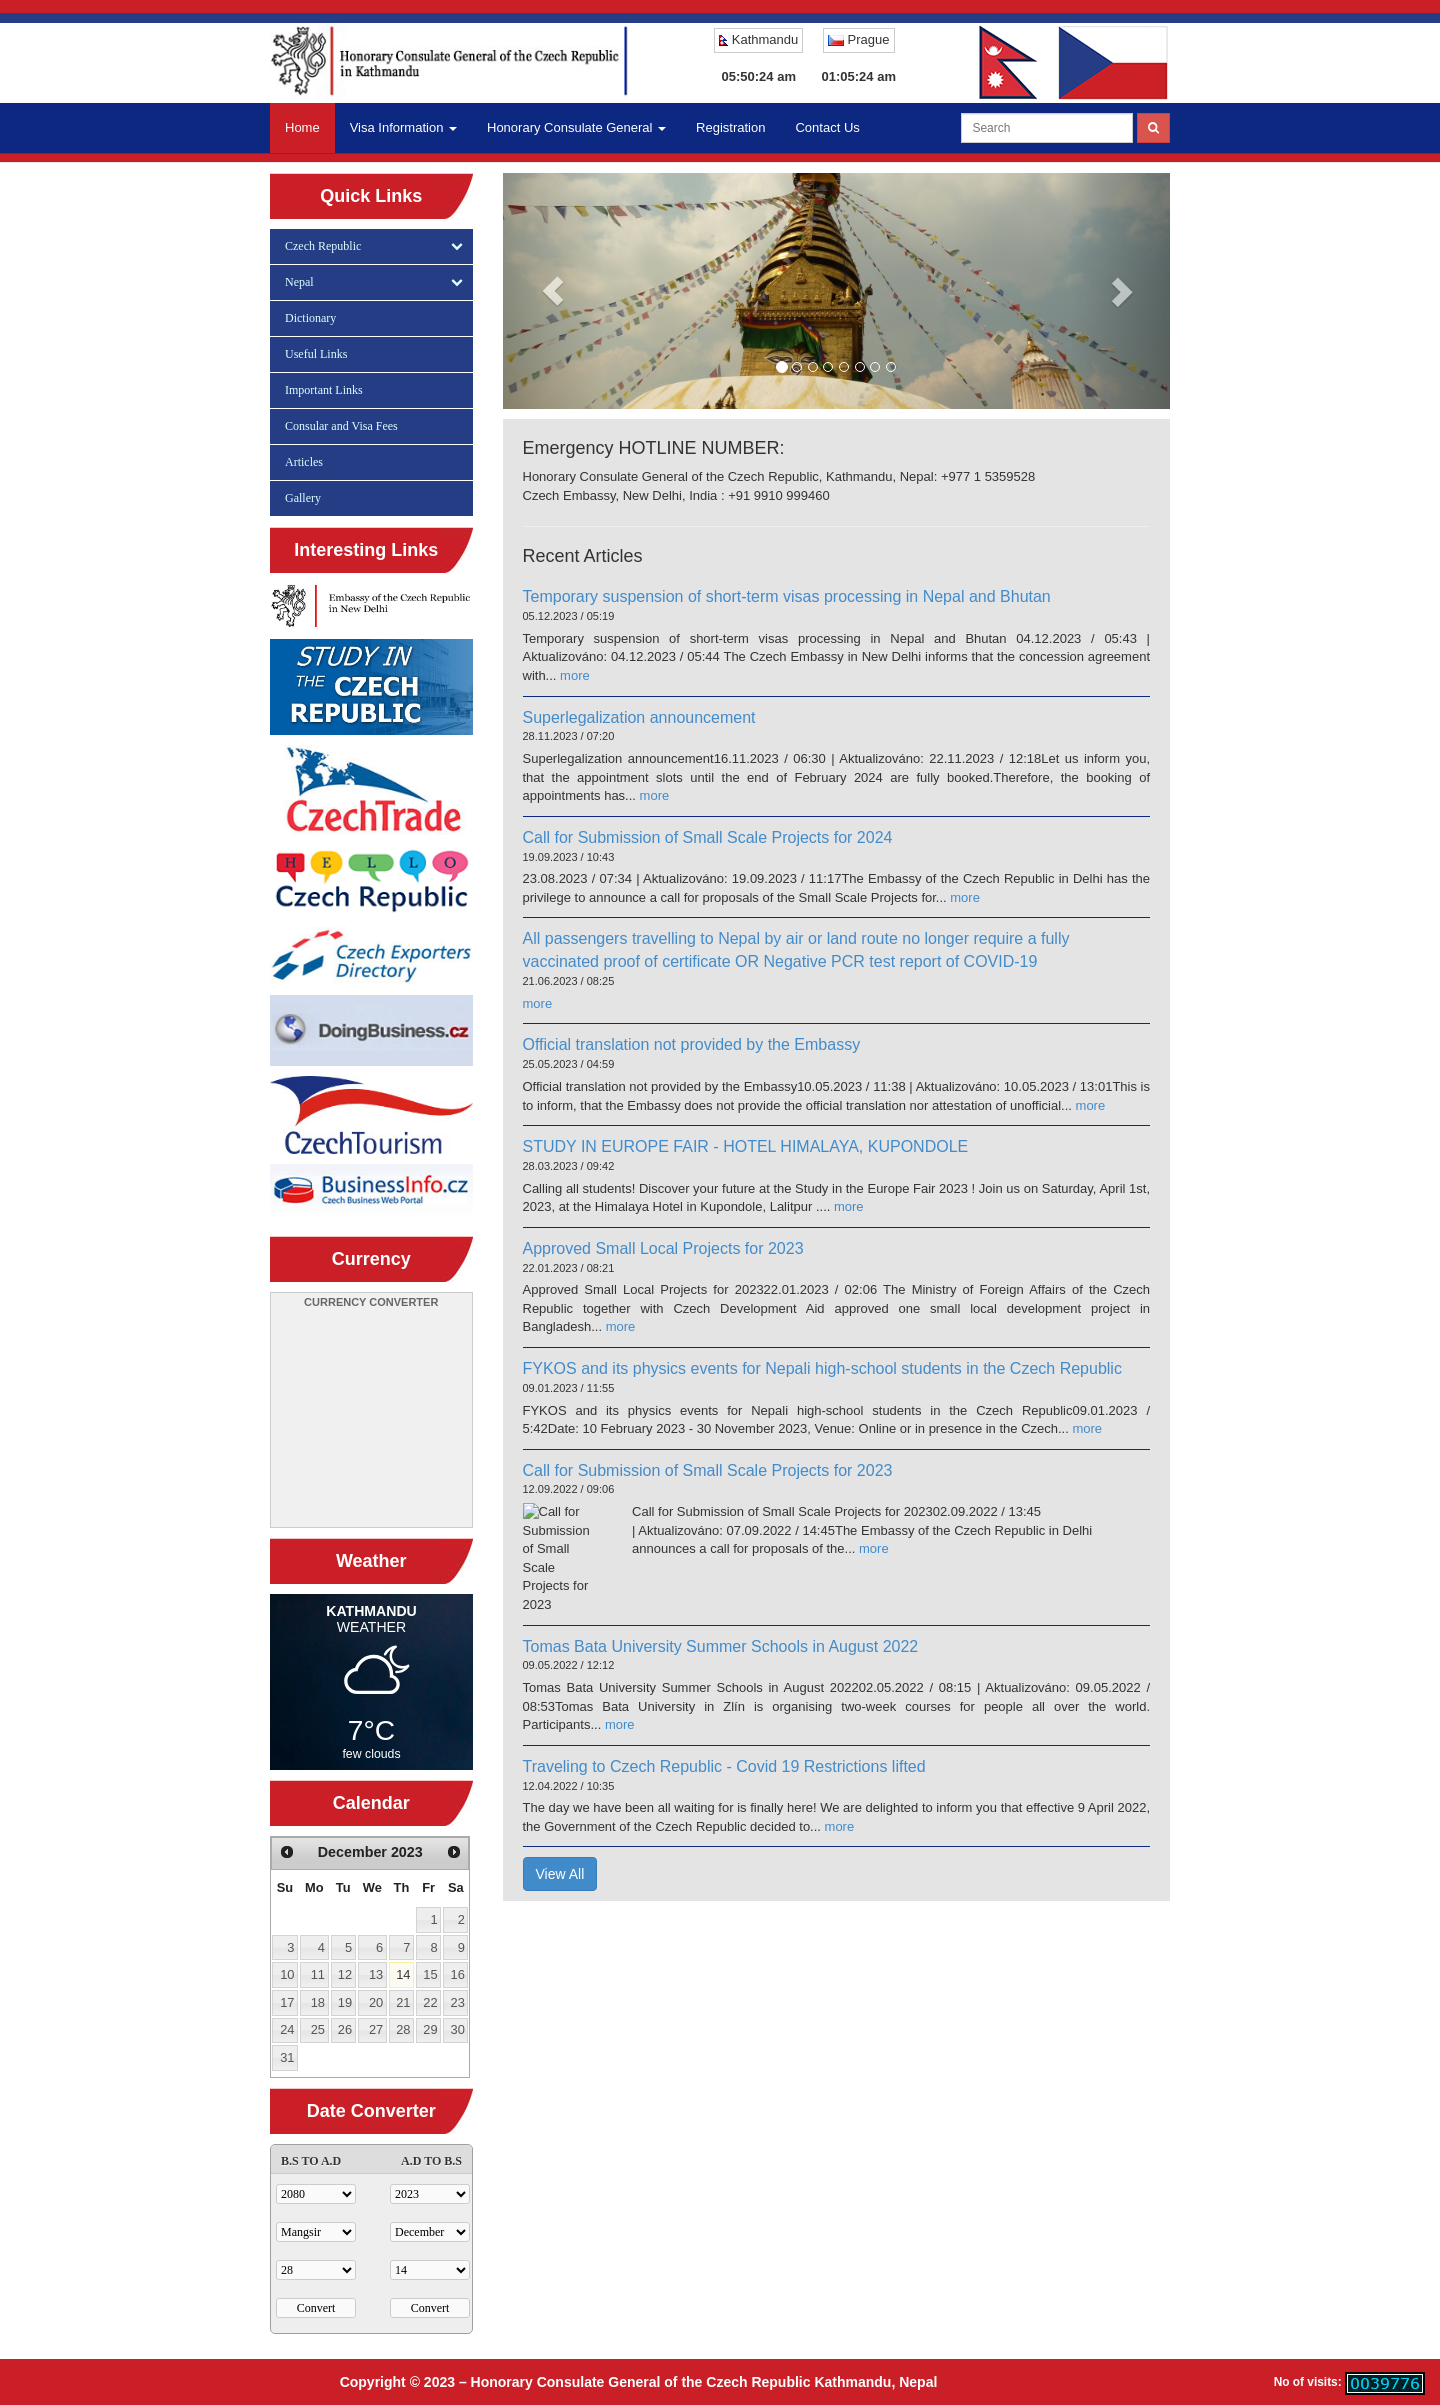 Honorary Consulate General of the Czech Republic
in Kathmandu
Kathmandu
Prague
05:50:24 am
01:05:24 am
Home
Visa Information
Honorary Consulate General
Registration
Contact Us
Search
Quick Links
Czech Republic
Nepal
Dictionary
Useful Links
Important Links
Consular and Visa Fees
Articles
Gallery
Interesting Links
Embassy of the Czech Republic
in New Delhi
STUDY IN
THE CZECH
REPUBLIC
CzechTrade
HELLO
Czech Republic
Czech Exporters
Directory
DoingBusiness.cz
CzechTourism
BusinessInfo.cz
Czech Business Web Portal
Currency
CURRENCY CONVERTER
Weather
KATHMANDU
WEATHER
7°C
few clouds
Calendar
December 2023
Su Mo Tu We Th Fr Sa
1 2
3 4 5 6 7 8 9
10 11 12 13 14 15 16
17 18 19 20 21 22 23
24 25 26 27 28 29 30
31
Date Converter
B.S TO A.D
A.D TO B.S
2080
2023
Mangsir
December
28
14
Convert
Convert
Emergency HOTLINE NUMBER:
Honorary Consulate General of the Czech Republic, Kathmandu, Nepal: +977 1 5359528
Czech Embassy, New Delhi, India : +91 9910 999460
Recent Articles
Temporary suspension of short-term visas processing in Nepal and Bhutan
05.12.2023 / 05:19
Temporary suspension of short-term visas processing in Nepal and Bhutan 04.12.2023 / 05:43 |
Aktualizováno: 04.12.2023 / 05:44 The Czech Embassy in New Delhi informs that the concession agreement
with... more
Superlegalization announcement
28.11.2023 / 07:20
Superlegalization announcement16.11.2023 / 06:30 | Aktualizováno: 22.11.2023 / 12:18Let us inform you,
that the appointment slots until the end of February 2024 are fully booked.Therefore, the booking of
appointments has... more
Call for Submission of Small Scale Projects for 2024
19.09.2023 / 10:43
23.08.2023 / 07:34 | Aktualizováno: 19.09.2023 / 11:17The Embassy of the Czech Republic in Delhi has the
privilege to announce a call for proposals of the Small Scale Projects for... more
All passengers travelling to Nepal by air or land route no longer require a fully
vaccinated proof of certificate OR Negative PCR test report of COVID-19
21.06.2023 / 08:25
more
Official translation not provided by the Embassy
25.05.2023 / 04:59
Official translation not provided by the Embassy10.05.2023 / 11:38 | Aktualizováno: 10.05.2023 / 13:01This is
to inform, that the Embassy does not provide the official translation nor attestation of unofficial... more
STUDY IN EUROPE FAIR - HOTEL HIMALAYA, KUPONDOLE
28.03.2023 / 09:42
Calling all students! Discover your future at the Study in the Europe Fair 2023 ! Join us on Saturday, April 1st,
2023, at the Himalaya Hotel in Kupondole, Lalitpur .... more
Approved Small Local Projects for 2023
22.01.2023 / 08:21
Approved Small Local Projects for 202322.01.2023 / 02:06 The Ministry of Foreign Affairs of the Czech
Republic together with Czech Development Aid approved one small local development project in
Bangladesh... more
FYKOS and its physics events for Nepali high-school students in the Czech Republic
09.01.2023 / 11:55
FYKOS and its physics events for Nepali high-school students in the Czech Republic09.01.2023 /
5:42Date: 10 February 2023 - 30 November 2023, Venue: Online or in presence in the Czech... more
Call for Submission of Small Scale Projects for 2023
12.09.2022 / 09:06
Call for
Submission
of Small
Scale
Projects for
2023
Call for Submission of Small Scale Projects for 202302.09.2022 / 13:45
| Aktualizováno: 07.09.2022 / 14:45The Embassy of the Czech Republic in Delhi
announces a call for proposals of the... more
Tomas Bata University Summer Schools in August 2022
09.05.2022 / 12:12
Tomas Bata University Summer Schools in August 202202.05.2022 / 08:15 | Aktualizováno: 09.05.2022 /
08:53Tomas Bata University in Zlín is organising two-week courses for people all over the world.
Participants... more
Traveling to Czech Republic - Covid 19 Restrictions lifted
12.04.2022 / 10:35
The day we have been all waiting for is finally here! We are delighted to inform you that effective 9 April 2022,
the Government of the Czech Republic decided to... more
View All
Copyright © 2023 – Honorary Consulate General of the Czech Republic Kathmandu, Nepal
No of visits: 0039776